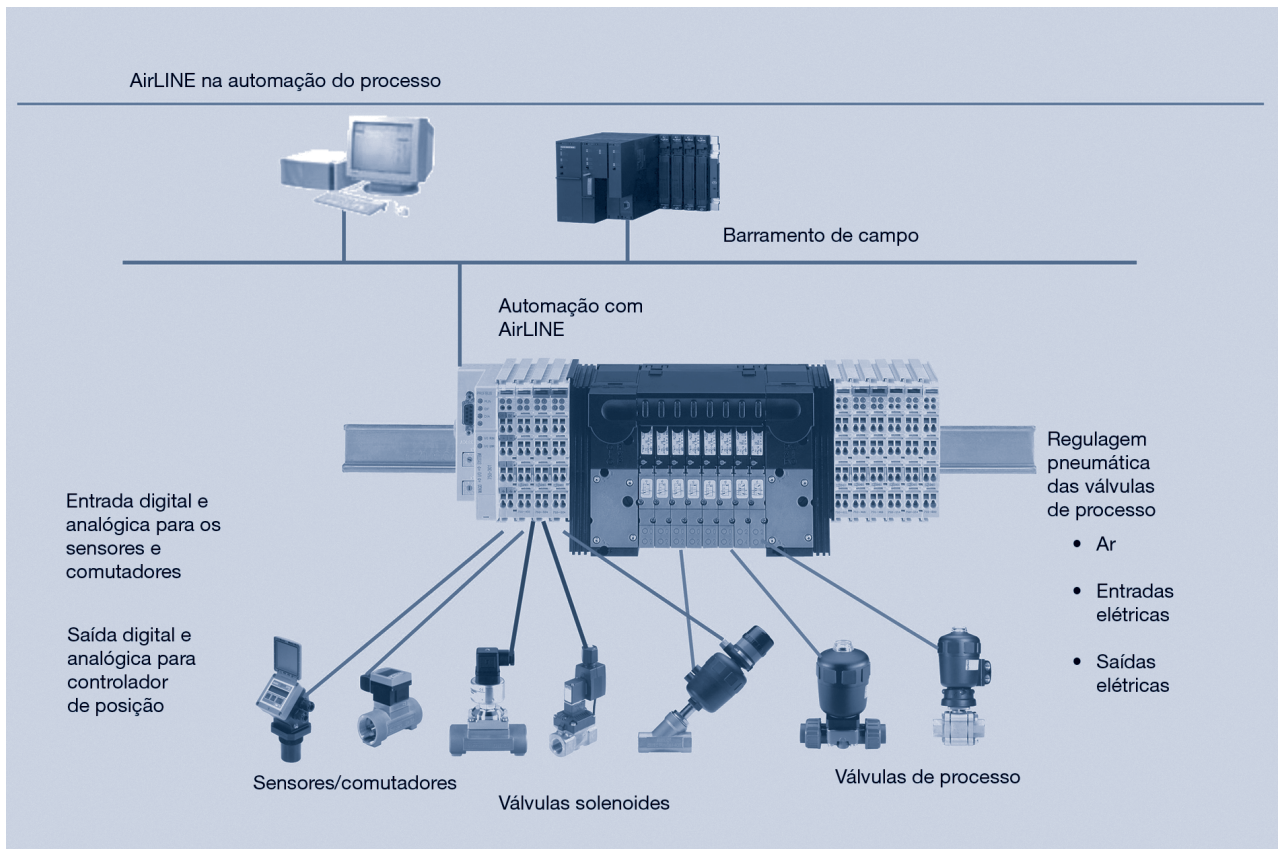 AirLINE na automação do processo
Barramento de campo
Automação com
AirLINE
Regulagem
pneumática
das válvulas
de processo
• Ar
• Entradas
elétricas
• Saídas
elétricas
Entrada digital e
analógica para os
sensores e
comutadores
Saída digital e
analógica para
controlador
de posição
Sensores/comutadores
Válvulas solenoides
Válvulas de processo